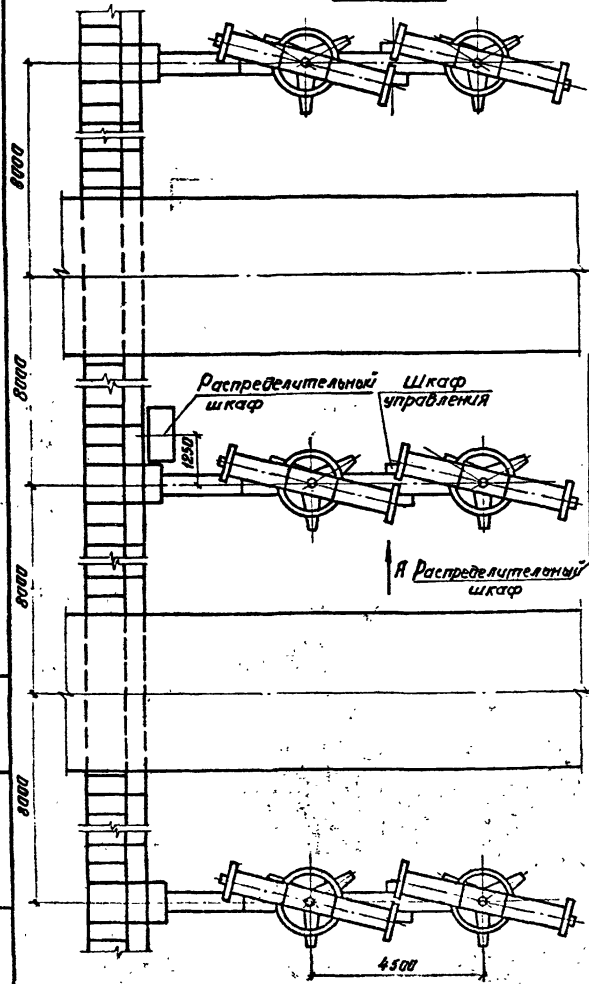 8000
8000
Распределительный
шкаф
Шкаф
управления
1250
А Распределительный
шкаф
8000
8000
4500